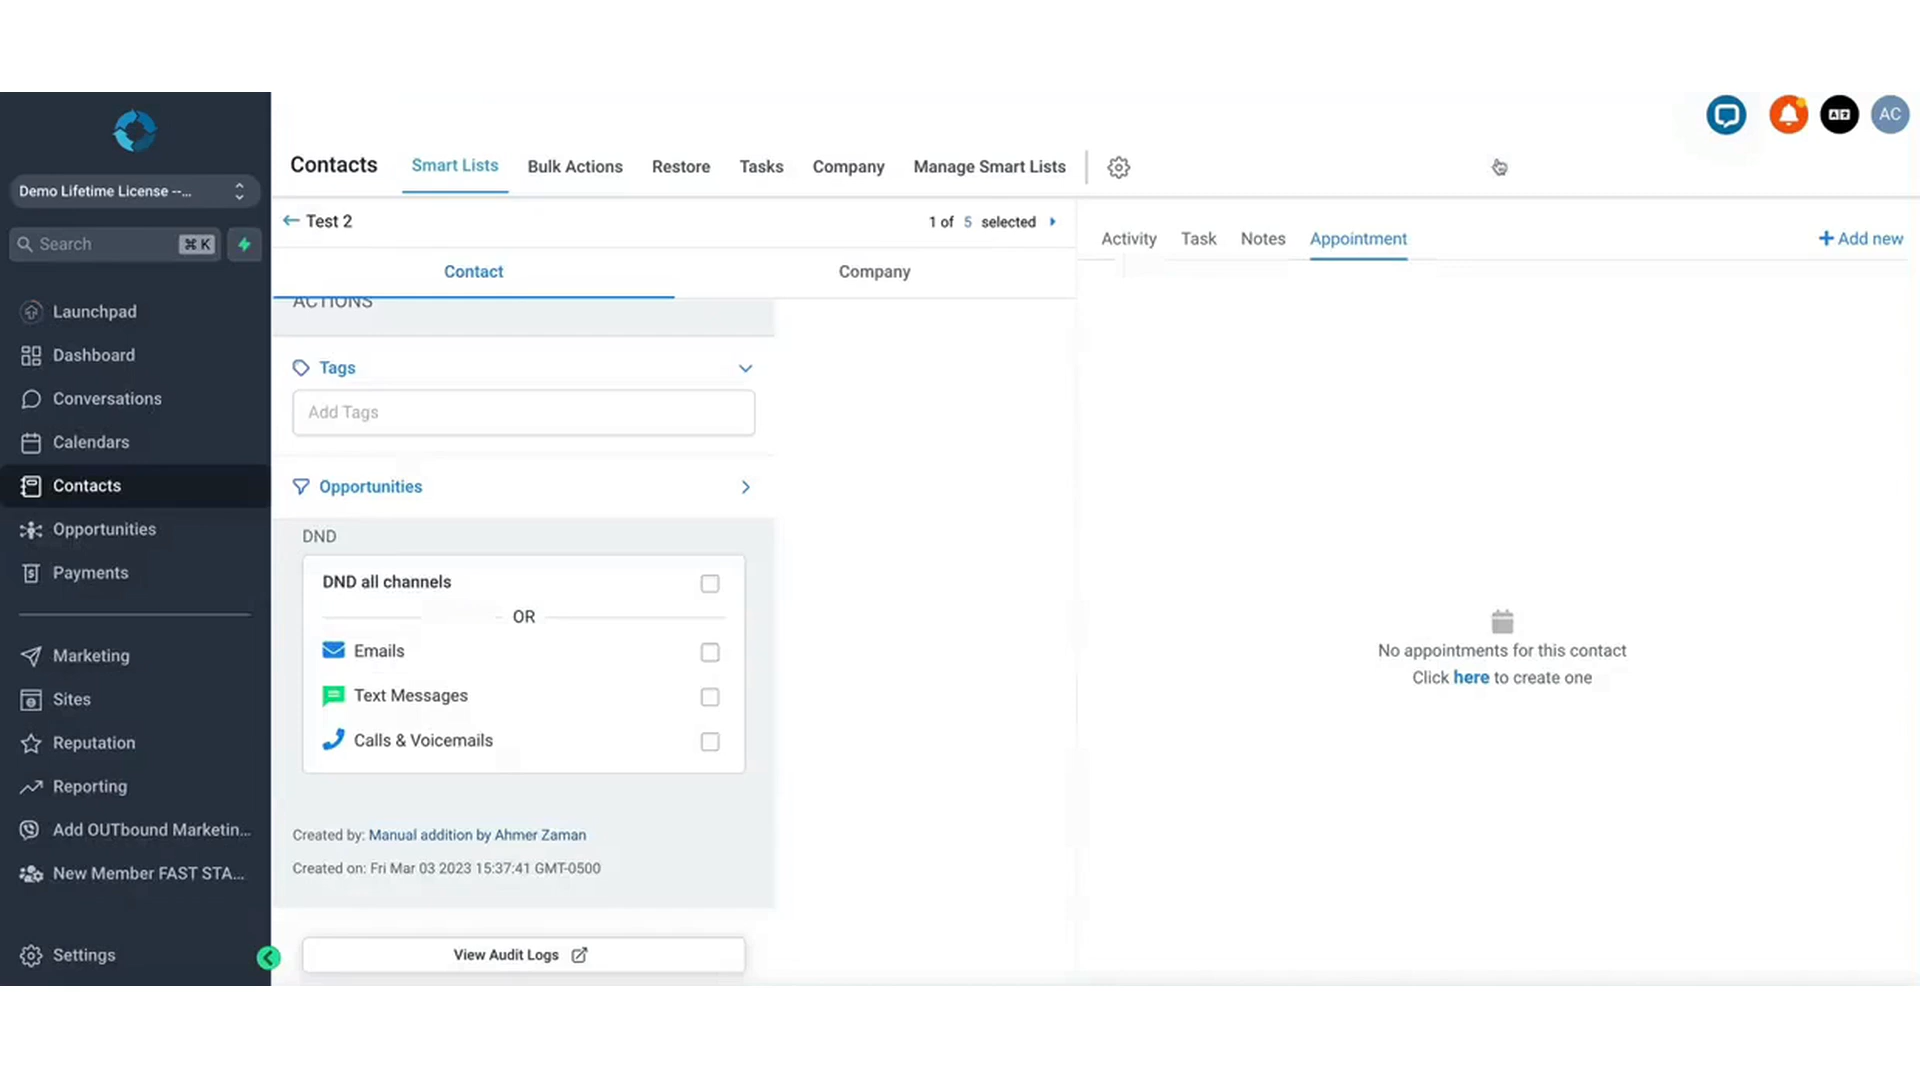 AC
Contacts
Smart Lists
Bulk Actions
Restore
Tasks
Company
Manage Smart Lists
Demo Lifetime License --...
Search
⌘ K
Launchpad
Dashboard
Conversations
Calendars
Contacts
Opportunities
Payments
Marketing
Sites
Reputation
Reporting
Add OUTbound Marketin...
New Member FAST STA...
Settings
Test 2
1 of 5 selected
Contact
Company
ACTIONS
Tags
Add Tags
Opportunities
DND
DND all channels
OR
Emails
Text Messages
Calls & Voicemails
Created by: Manual addition by Ahmer Zaman
Created on: Fri Mar 03 2023 15:37:41 GMT-0500
View Audit Logs
Activity
Task
Notes
Appointment
+ Add new
No appointments for this contact
Click here to create one